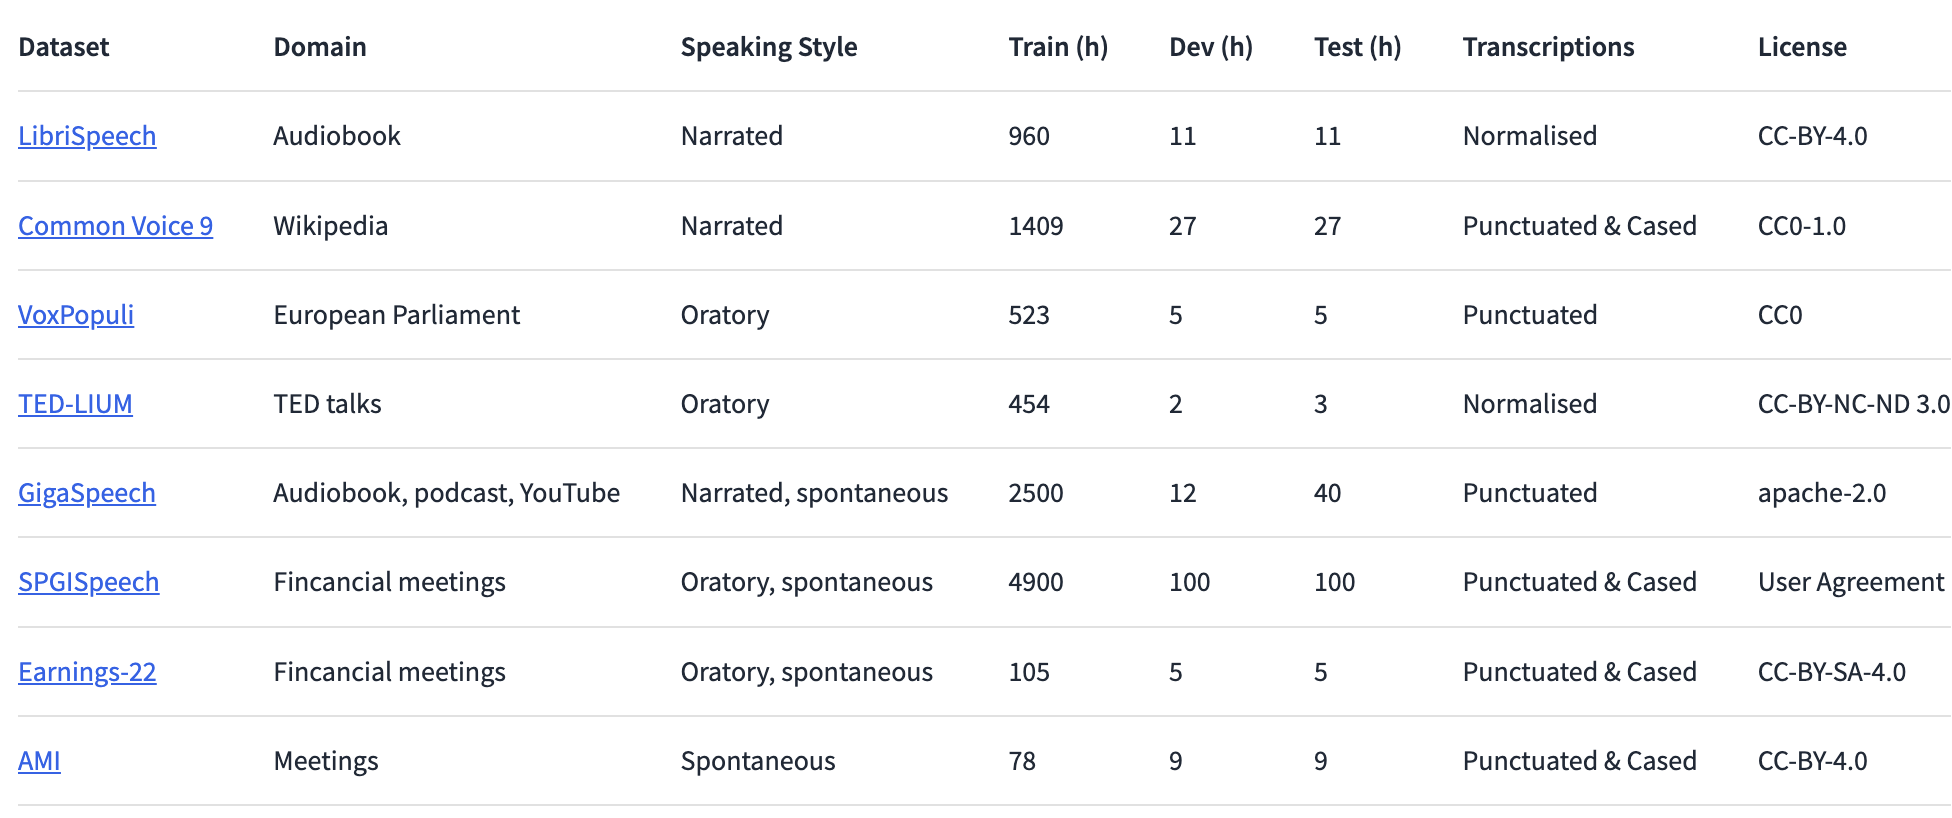 Dataset Domain Speaking Style Train (h) Dev (h) Test (h) Transcriptions License
LibriSpeech Audiobook Narrated 960 11 11 Normalised CC-BY-4.0
Common Voice 9 Wikipedia Narrated 1409 27 27 Punctuated & Cased CC0-1.0
VoxPopuli European Parliament Oratory 523 5 5 Punctuated CC0
TED-LIUM TED talks Oratory 454 2 3 Normalised CC-BY-NC-ND 3.0
GigaSpeech Audiobook, podcast, YouTube Narrated, spontaneous 2500 12 40 Punctuated apache-2.0
SPGISpeech Fincancial meetings Oratory, spontaneous 4900 100 100 Punctuated & Cased User Agreement
Earnings-22 Fincancial meetings Oratory, spontaneous 105 5 5 Punctuated & Cased CC-BY-SA-4.0
AMI Meetings Spontaneous 78 9 9 Punctuated & Cased CC-BY-4.0